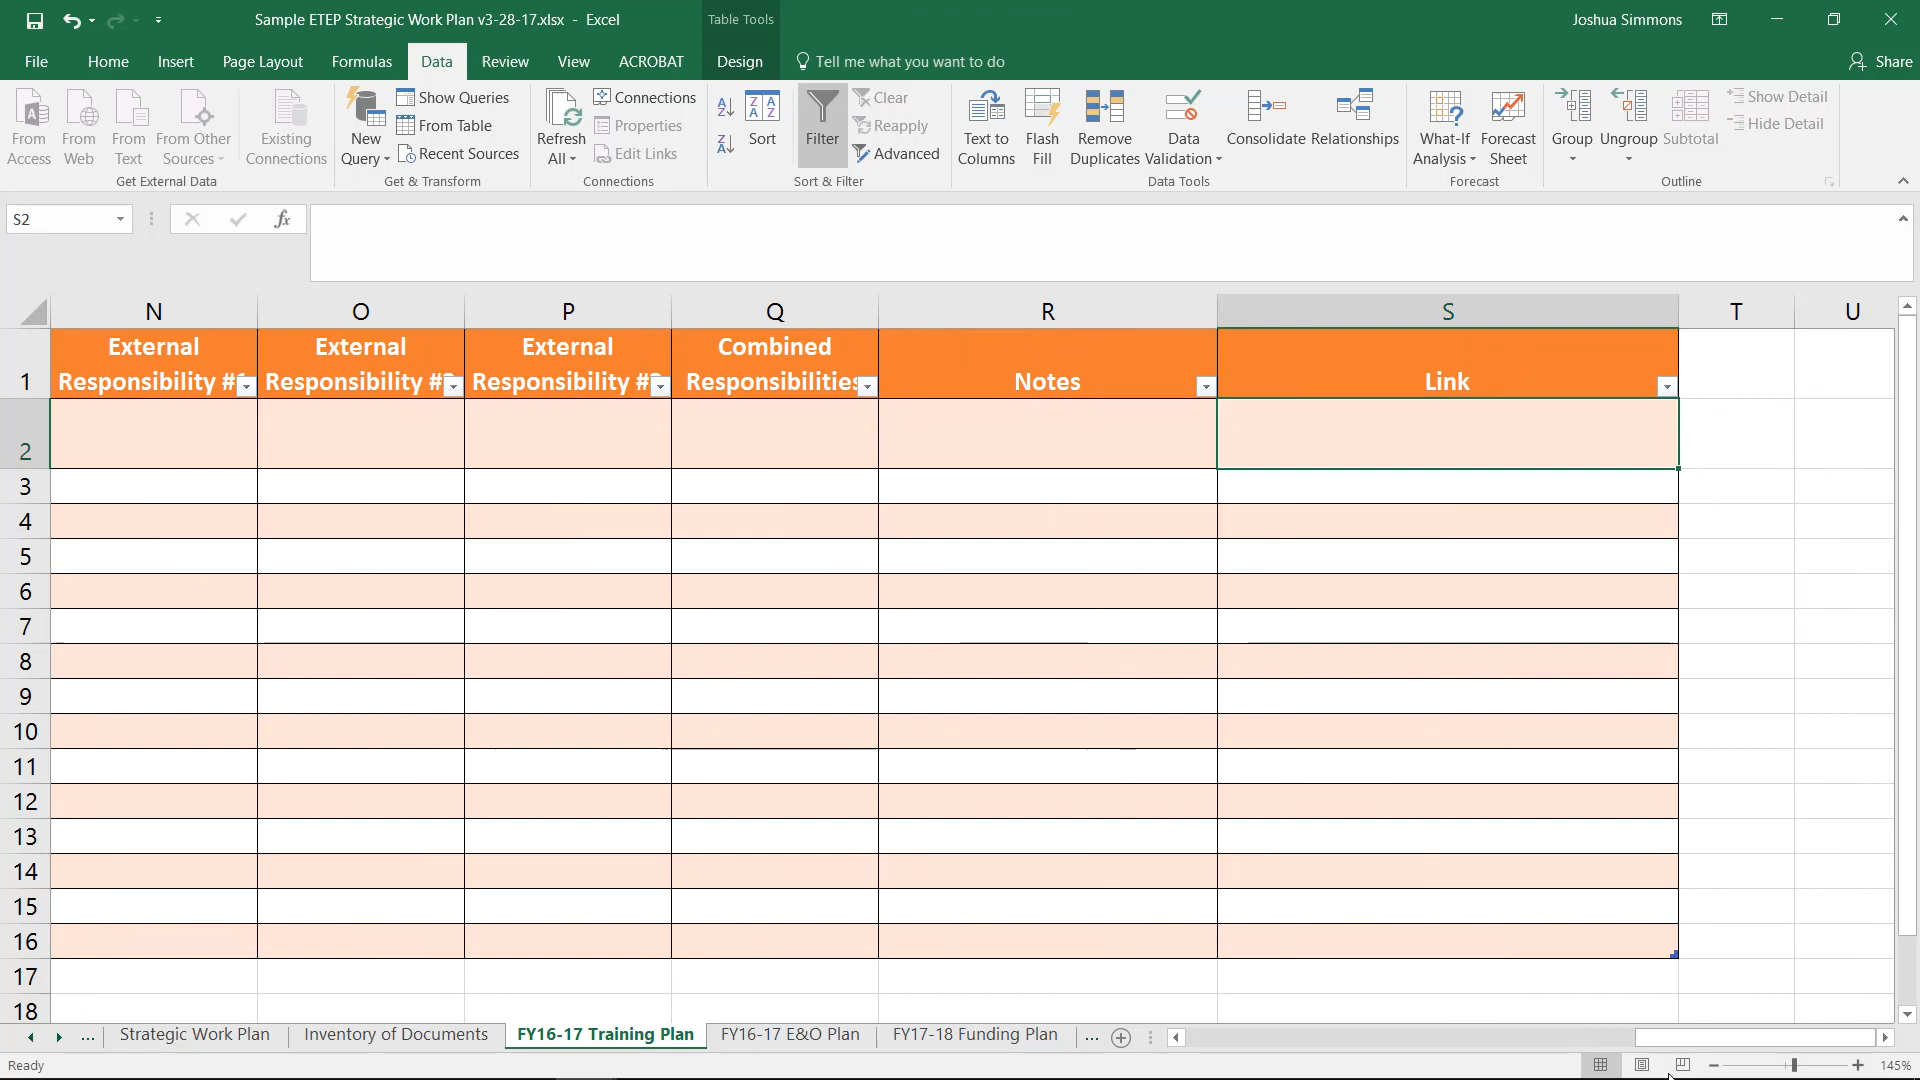 Sample ETEP Strategic Work Plan v3-28-17.xlsx - Excel
Table Tools
Joshua Simmons
File Home Insert Page Layout Formulas Data Review View ACROBAT Design Tell me what you want to do Share
From Access
From Web
From Text
From Other Sources
Existing Connections
Get External Data
New Query
Show Queries
From Table
Recent Sources
Get & Transform
Refresh All
Connections
Properties
Edit Links
Connections
Sort
Filter
Clear
Reapply
Advanced
Sort & Filter
Text to Columns
Flash Fill
Remove Duplicates
Data Validation
Consolidate
Relationships
Data Tools
What-If Analysis
Forecast Sheet
Forecast
Group
Ungroup
Subtotal
Show Detail
Hide Detail
Outline
S2
fx
N O P Q R S T U
External Responsibility #
External Responsibility #
External Responsibility #
Combined Responsibilities
Notes
Link
1
2
3
4
5
6
7
8
9
10
11
12
13
14
15
16
17
18
... Strategic Work Plan Inventory of Documents FY16-17 Training Plan FY16-17 E&O Plan FY17-18 Funding Plan ...
Ready
145%